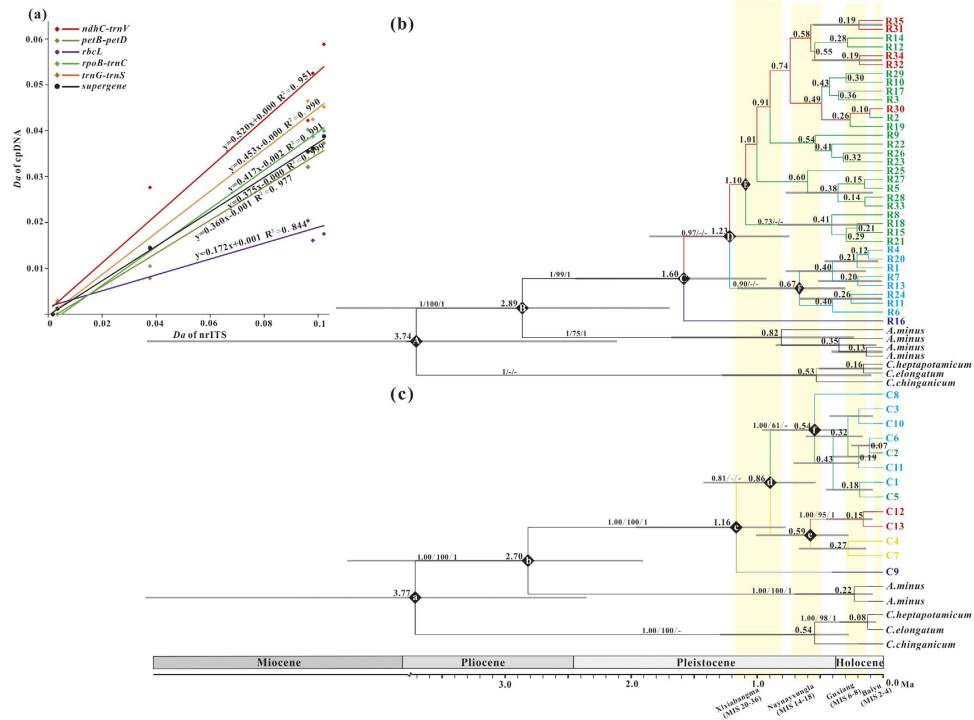 (a)
ndhC-trnV
petB-petD
rbcL
rpoB-trnC
trnG-trnS
supergene
0.06
0.05
0.04
0.03
0.02
0.01
Da of cpDNA
y=0.520x+0.000 R²=0.951
y=0.453x-0.000 R²=0.990
y=0.417x-0.002 R²=0.991
y=0.375x-0.000 R²=0.999
y=0.360x-0.001 R²=0.977
y=0.172x+0.001 R²=0.844
0 0.02 0.04 0.06 0.08 0.1
Da of nrITS
(b)
R35
R31
R14
R12
R34
R32
R29
R10
R17
R3
R30
R2
R19
R9
R22
R26
R23
R25
R27
R5
R28
R33
R8
R18
R15
R21
R4
R20
R1
R7
R13
R24
R11
R6
R16
A.minus
A.minus
A.minus
A.minus
C.heptapotamicum
C.elongatum
C.chinganicum
0.19
0.58
0.28
0.55
0.19
0.74
0.43
0.30
0.36
0.49
0.10
0.26
0.91
0.54
0.41
0.32
1.01
0.60
0.15
0.38
0.14
1.10
E
0.73/-/-
0.41
0.21
0.29
0.97/-/-
1.23
D
0.12
0.21
0.40
0.20
0.90/-/-
0.67
F
0.26
0.40
1/99/1
1.60
C
1/100/1
2.89
B
1/75/1
0.82
0.35
0.13
3.74
A
1/-/-
0.53
0.16
(c)
C8
C3
C10
C6
C2
C11
C1
C5
C12
C13
C4
C7
C9
A.minus
A.minus
C.heptapotamicum
C.elongatum
C.chinganicum
1.00/61/-
0.54
f
0.32
0.07
0.19
0.43
0.18
0.81/-/-
0.86
d
1.00/95/1
0.15
0.59
e
0.27
1.00/100/1
1.16
c
1.00/100/1
2.70
b
1.00/100/1
0.22
3.77
a
1.00/100/-
0.54
1.00/98/1
0.08
Miocene
Pliocene
Pleistocene
Holocene
3.0
2.0
1.0
0.0 Ma
Xixiabangma
(MIS 20-36)
Naynayxungla
(MIS 14-18)
Guxiang
(MIS 6-8)
Baiyu
(MIS 2-4)